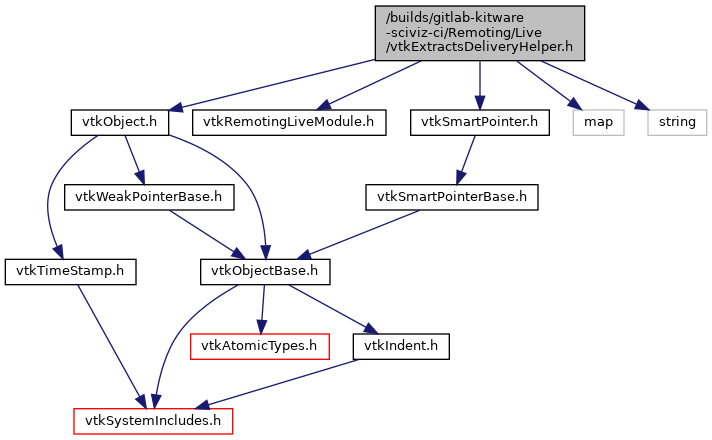 /builds/gitlab-kitware
-sciviz-ci/Remoting/Live
/vtkExtractsDeliveryHelper.h
vtkObject.h
vtkRemotingLiveModule.h
vtkSmartPointer.h
map
string
vtkWeakPointerBase.h
vtkSmartPointerBase.h
vtkTimeStamp.h
vtkObjectBase.h
vtkAtomicTypes.h
vtkIndent.h
vtkSystemIncludes.h